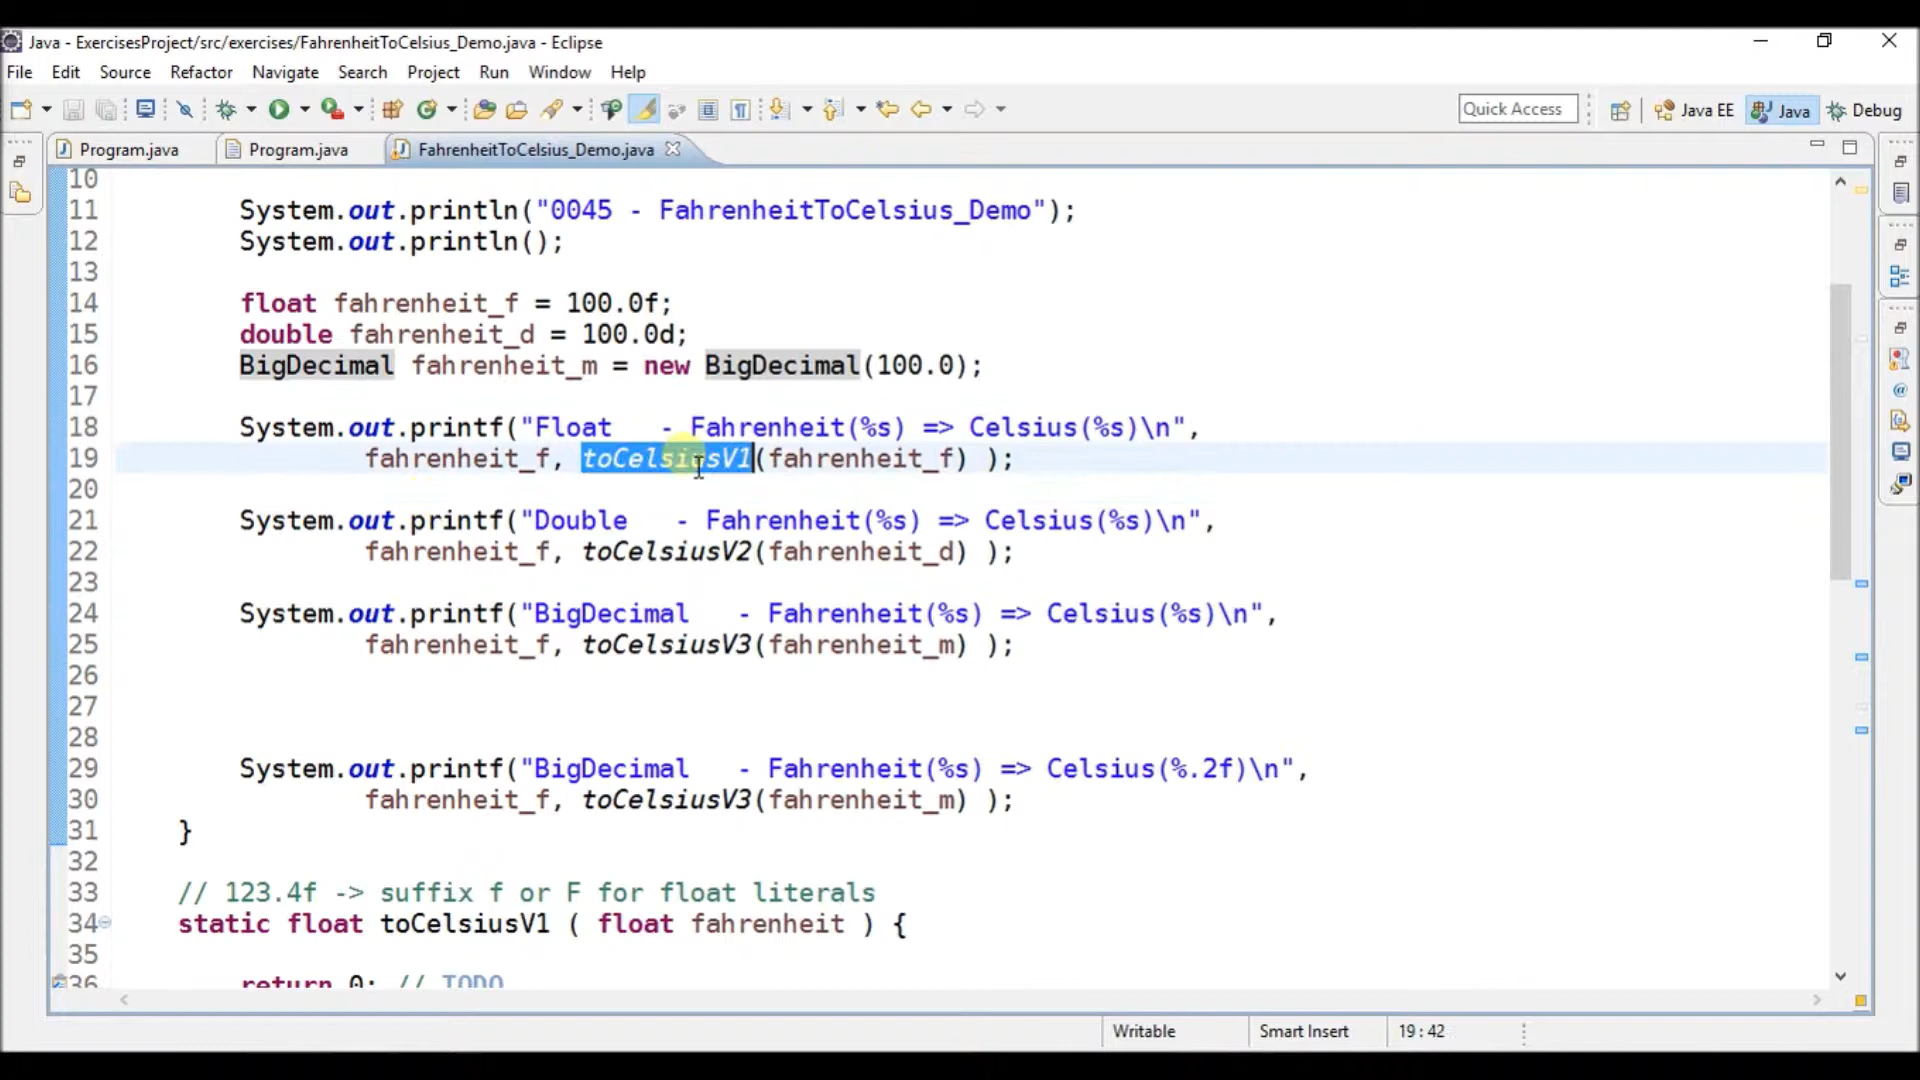 Java - ExercisesProject/src/exercises/FahrenheitToCelsius_Demo.java - Eclipse
File Edit Source Refactor Navigate Search Project Run Window Help
Quick Access Java EE Java Debug
Program.java Program.java FahrenheitToCelsius_Demo.java
10
11 System.out.println("0045 - FahrenheitToCelsius_Demo");
12 System.out.println();
13
14 float fahrenheit_f = 100.0f;
15 double fahrenheit_d = 100.0d;
16 BigDecimal fahrenheit_m = new BigDecimal(100.0);
17
18 System.out.printf("Float   - Fahrenheit(%s) => Celsius(%s)\n",
19 fahrenheit_f, toCelsiusV1(fahrenheit_f) );
20
21 System.out.printf("Double   - Fahrenheit(%s) => Celsius(%s)\n",
22 fahrenheit_f, toCelsiusV2(fahrenheit_d) );
23
24 System.out.printf("BigDecimal   - Fahrenheit(%s) => Celsius(%s)\n",
25 fahrenheit_f, toCelsiusV3(fahrenheit_m) );
26
27
28
29 System.out.printf("BigDecimal   - Fahrenheit(%s) => Celsius(%.2f)\n",
30 fahrenheit_f, toCelsiusV3(fahrenheit_m) );
31 }
32
33 // 123.4f -> suffix f or F for float literals
34 static float toCelsiusV1 ( float fahrenheit ) {
35
36 return 0; // TODO
Writable Smart Insert 19 : 42